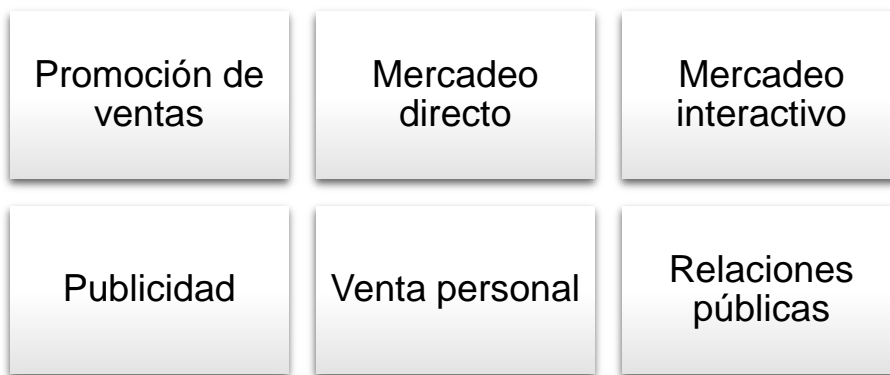 Promoción de
ventas
Mercadeo
directo
Mercadeo
interactivo
Publicidad
Venta personal
Relaciones
públicas